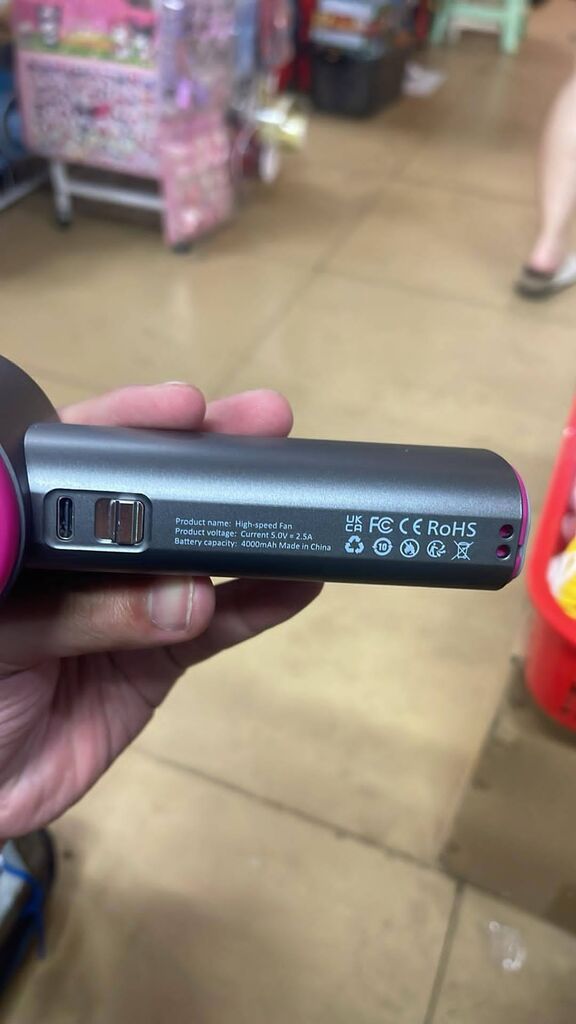 Product name: High-speed Fan
Product voltage: Current 5.0V = 2.5A
Battery capacity: 4000mAh Made in China
UK CA FC CE RoHS
10